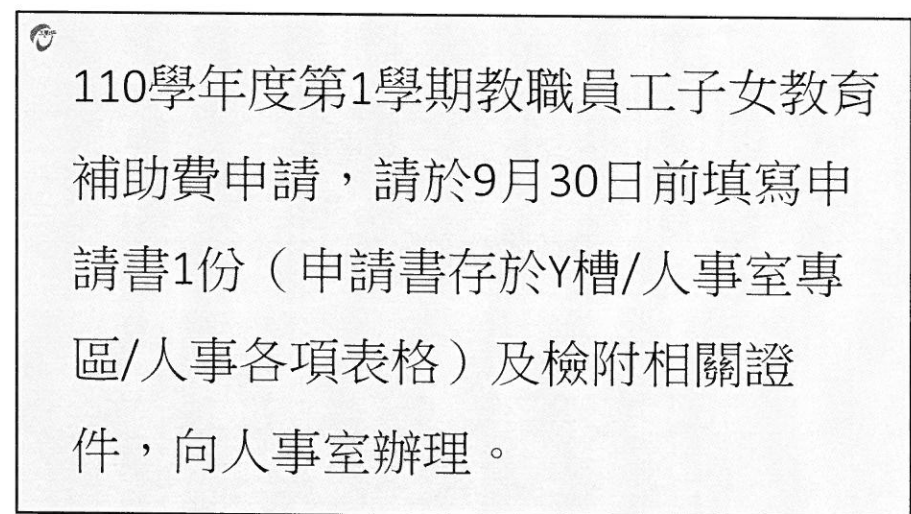 110學年度第1學期教職員工子女教育
補助費申請，請於9月30日前填寫申
請書1份（申請書存於Y槽/人事室專
區/人事各項表格）及檢附相關證
件，向人事室辦理。